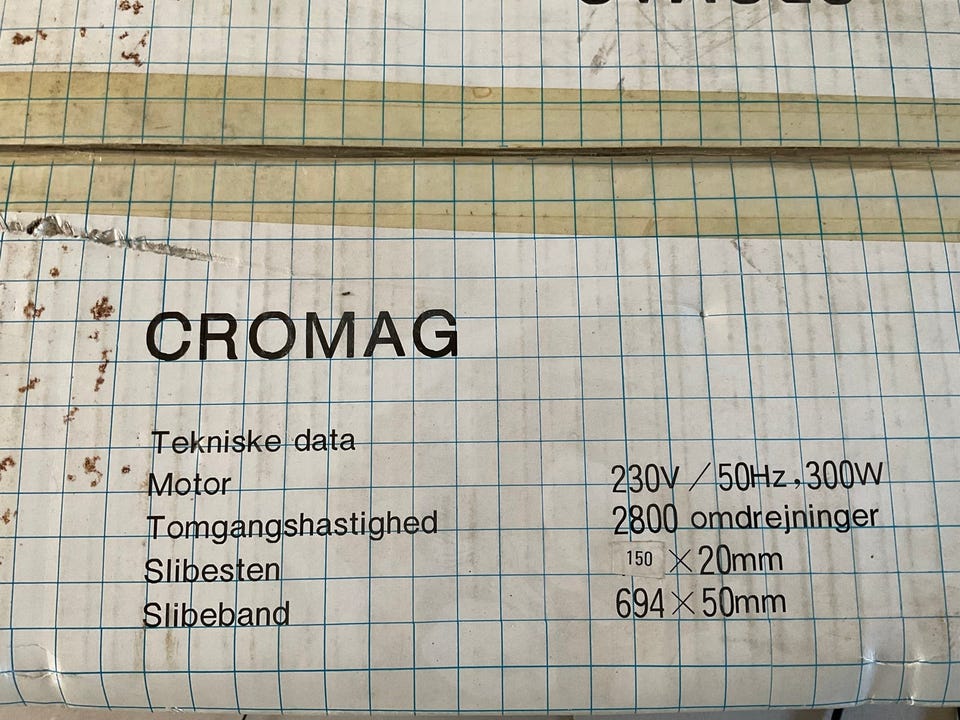 CROMAG
Tekniske data
Motor 230V / 50Hz, 300W
Tomgangshastighed 2800 omdrejninger
Slibesten 150 × 20mm
Slibeband 694 × 50mm